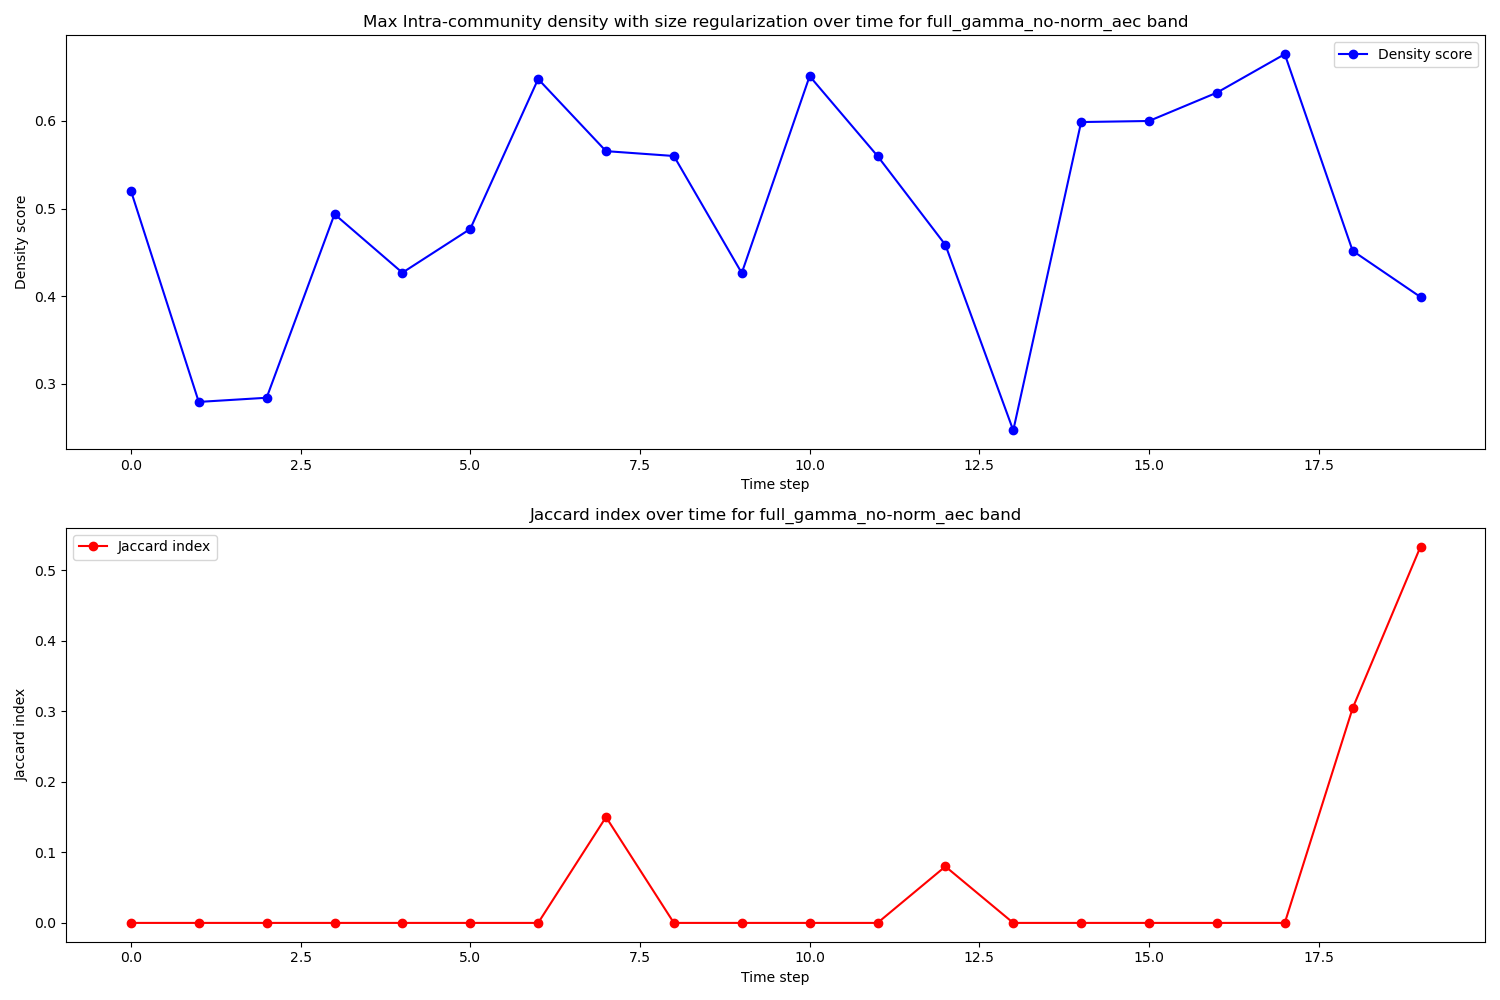 Max Intra-community density with size regularization over time for full_gamma_no-norm_aec band
Density score
0.6
0.5
0.4
0.3
Density score
0.0 2.5 5.0 7.5 10.0 12.5 15.0 17.5
Time step
Jaccard index over time for full_gamma_no-norm_aec band
Jaccard index
0.5
0.4
0.3
0.2
0.1
0.0
Jaccard index
0.0 2.5 5.0 7.5 10.0 12.5 15.0 17.5
Time step